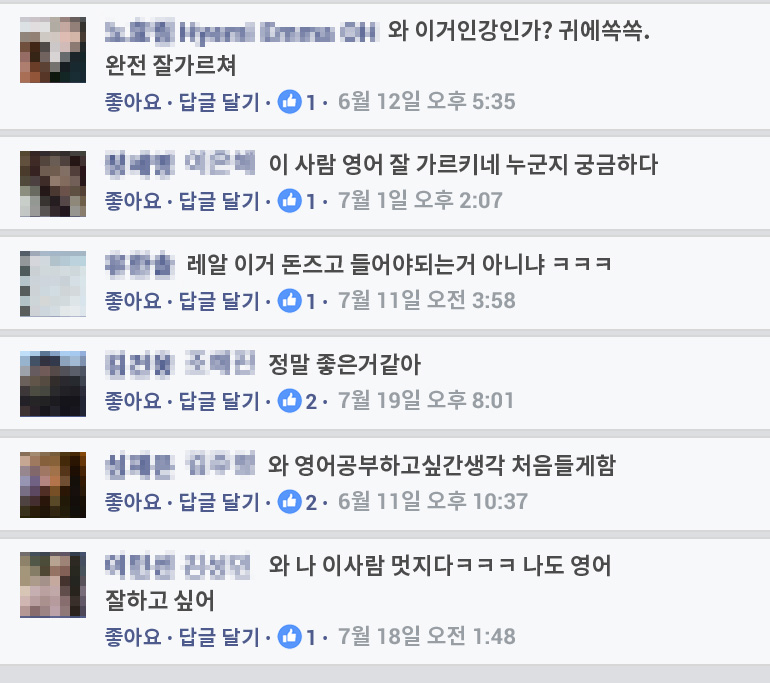 와 이거인강인가? 귀에쏙쏙.
완전 잘가르쳐
좋아요 · 답글 달기 · 1 · 6월 12일 오후 5:35
이 사람 영어 잘 가르키네 누군지 궁금하다
좋아요 · 답글 달기 · 1 · 7월 1일 오후 2:07
레알 이거 돈즈고 들어야되는거 아니냐 ㅋㅋㅋ
좋아요 · 답글 달기 · 1 · 7월 11일 오전 3:58
정말 좋은거같아
좋아요 · 답글 달기 · 2 · 7월 19일 오후 8:01
와 영어공부하고싶간생각 처음들게함
좋아요 · 답글 달기 · 2 · 6월 11일 오후 10:37
와 나 이사람 멋지다ㅋㅋㅋ 나도 영어
잘하고 싶어
좋아요 · 답글 달기 · 1 · 7월 18일 오전 1:48